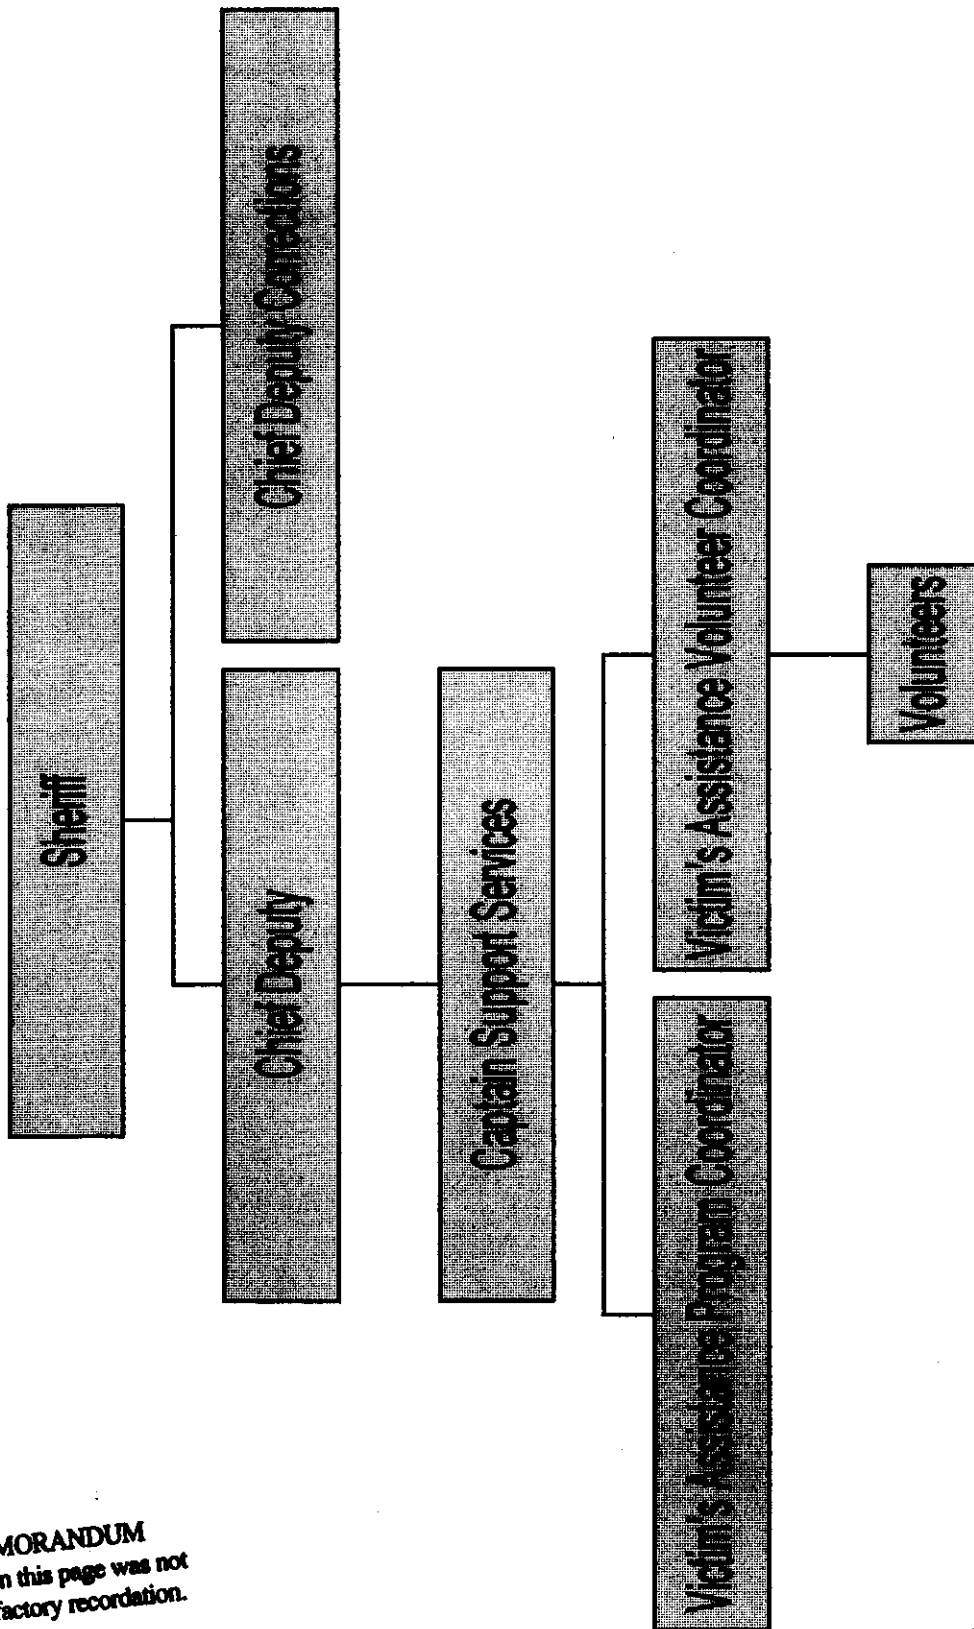 Sheriff
Chief Deputy
Chief Deputy Corrections
Captain Support Services
Victim's Assistance Program Coordinator
Victim's Assistance Volunteer Coordinator
Volunteers
MORANDUM
n this page was not
factory recordation.